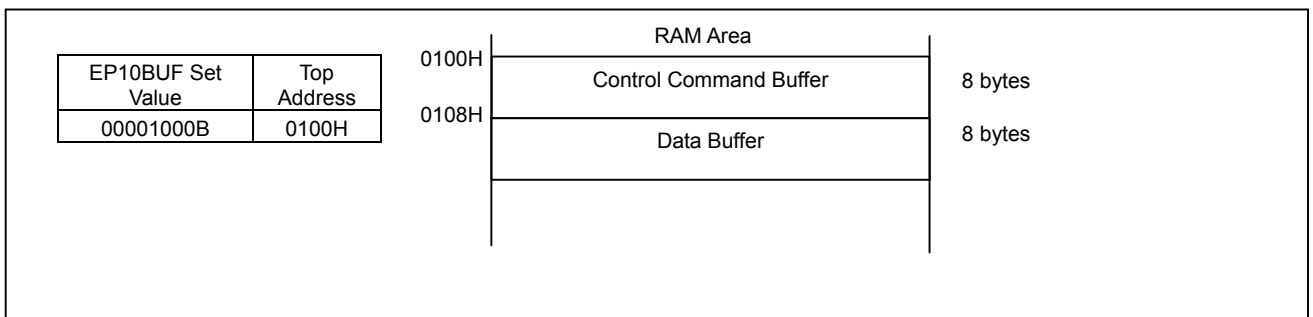 EP10BUF Set Value
Top Address
00001000B
0100H
RAM Area
0100H
Control Command Buffer
8 bytes
0108H
Data Buffer
8 bytes